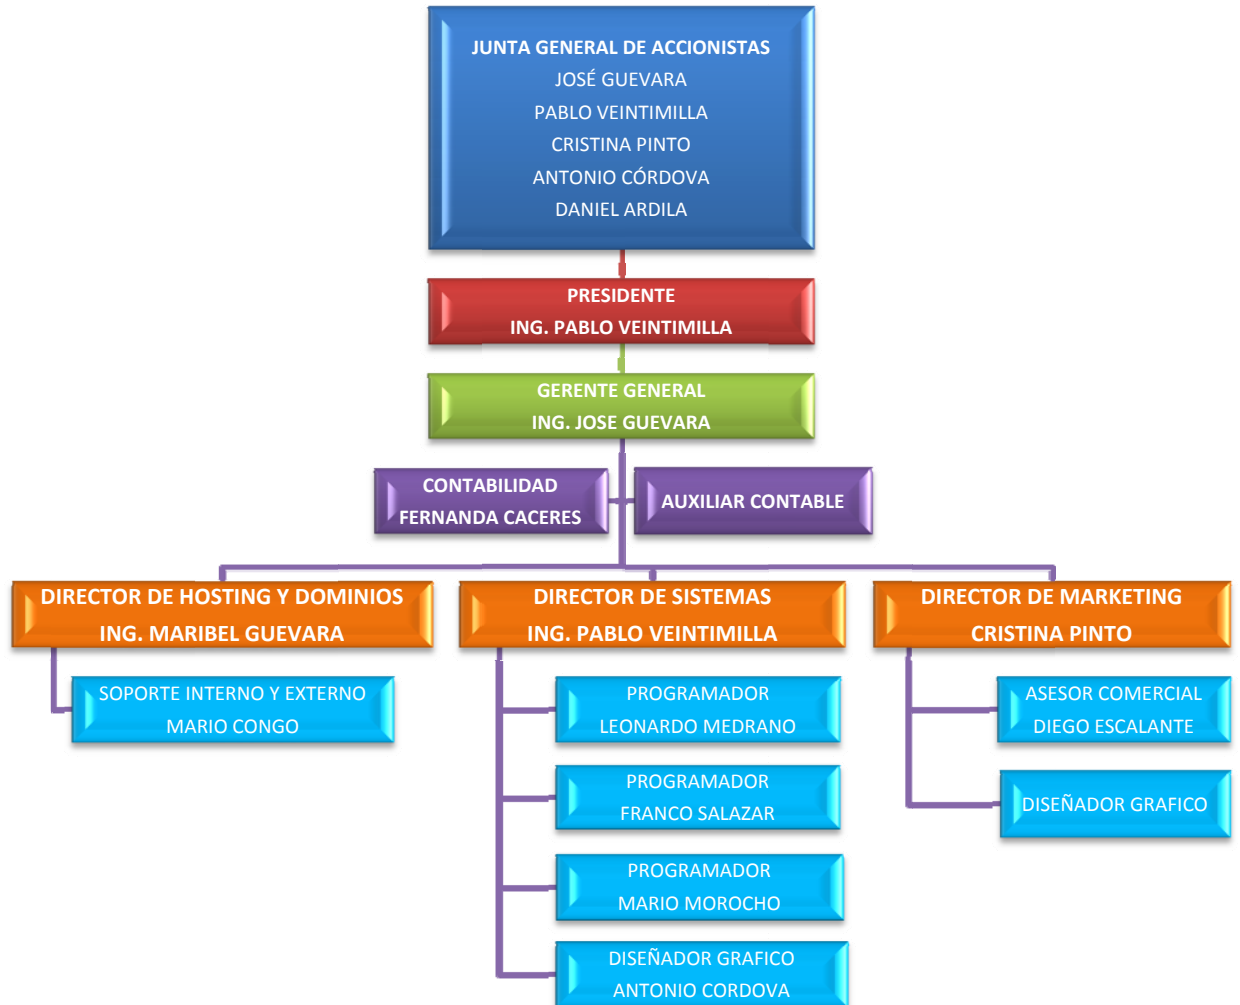 JUNTA GENERAL DE ACCIONISTAS
JOSÉ GUEVARA
PABLO VEINTIMILLA
CRISTINA PINTO
ANTONIO CÓRDOVA
DANIEL ARDILA
PRESIDENTE
ING. PABLO VEINTIMILLA
GERENTE GENERAL
ING. JOSE GUEVARA
CONTABILIDAD
FERNANDA CACERES
AUXILIAR CONTABLE
DIRECTOR DE HOSTING Y DOMINIOS
ING. MARIBEL GUEVARA
SOPORTE INTERNO Y EXTERNO
MARIO CONGO
DIRECTOR DE SISTEMAS
ING. PABLO VEINTIMILLA
PROGRAMADOR
LEONARDO MEDRANO
PROGRAMADOR
FRANCO SALAZAR
PROGRAMADOR
MARIO MOROCHO
DISEÑADOR GRAFICO
ANTONIO CORDOVA
DIRECTOR DE MARKETING
CRISTINA PINTO
ASESOR COMERCIAL
DIEGO ESCALANTE
DISEÑADOR GRAFICO